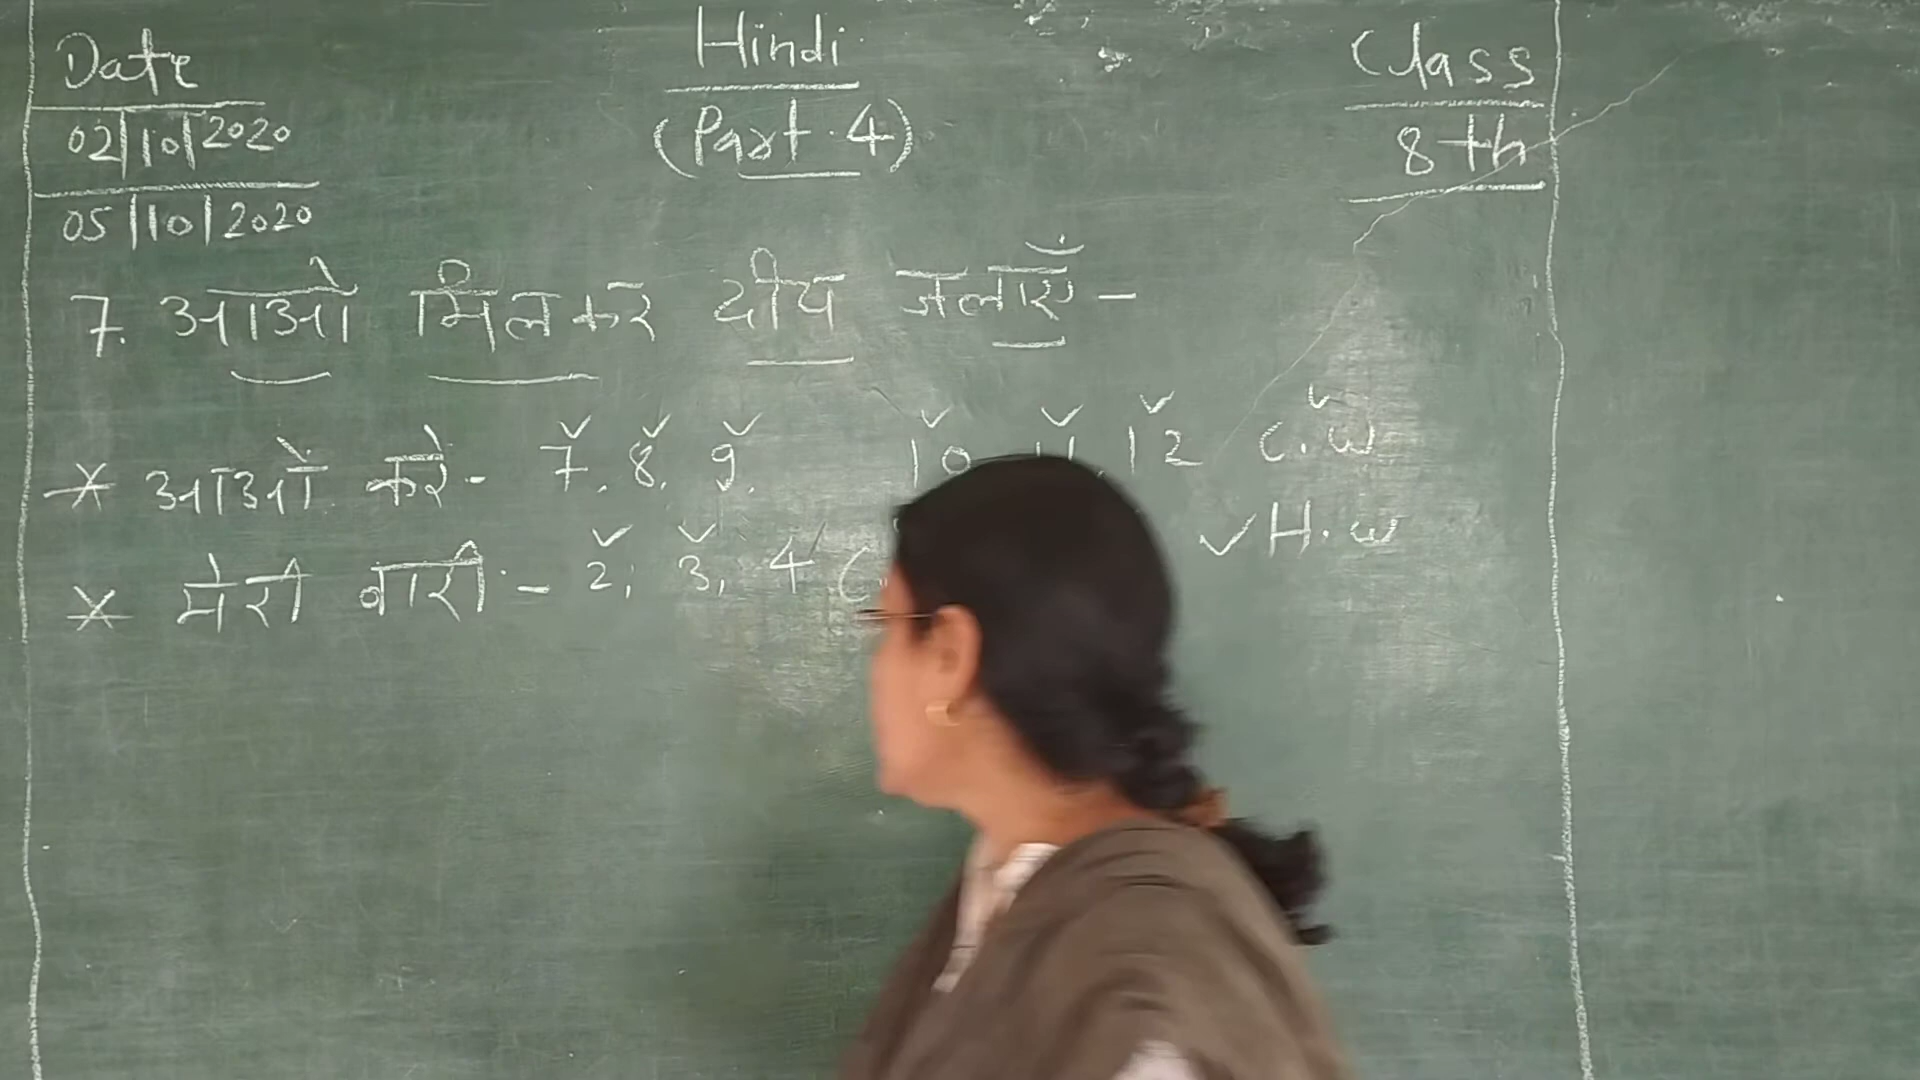 Date Hindi Class
02/10/2020 (Part 4) 8th
05/10/2020
7. आओ मिलकर दीप जलाएँ -
* आओ करें - 7, 8, 9, 10, 11, 12 C.W
H.W
* मेरी बारी - 2, 3, 4 C.